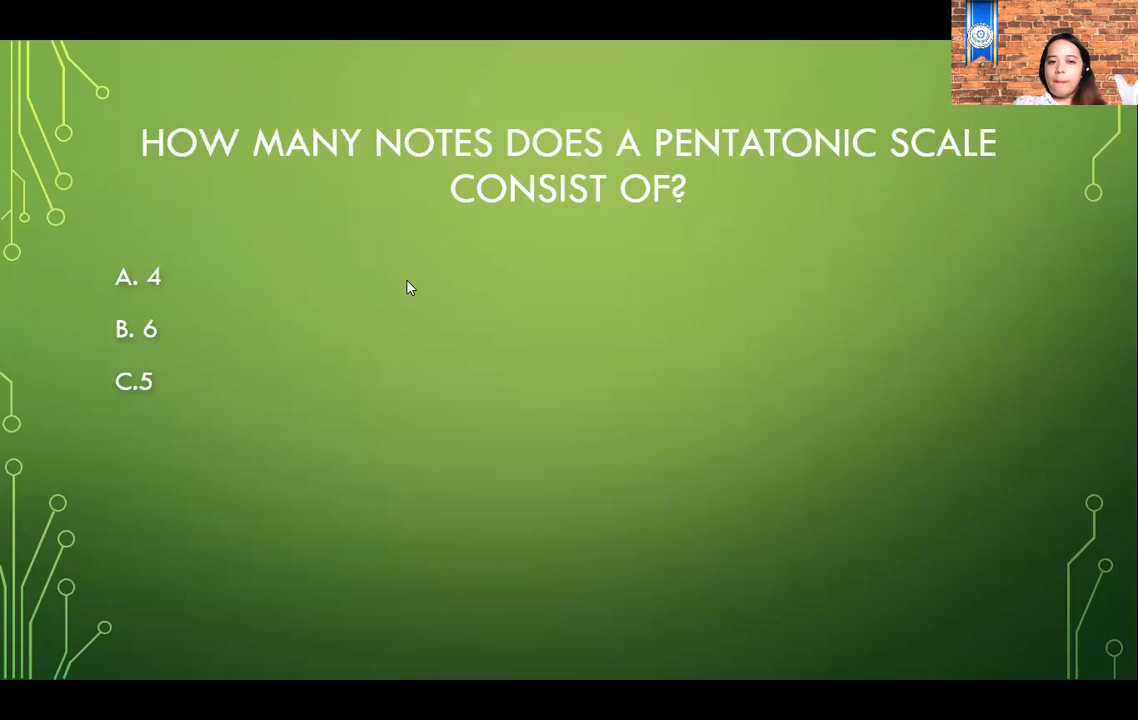 HOW MANY NOTES DOES A PENTATONIC SCALE
CONSIST OF?
A. 4
B. 6
C.5